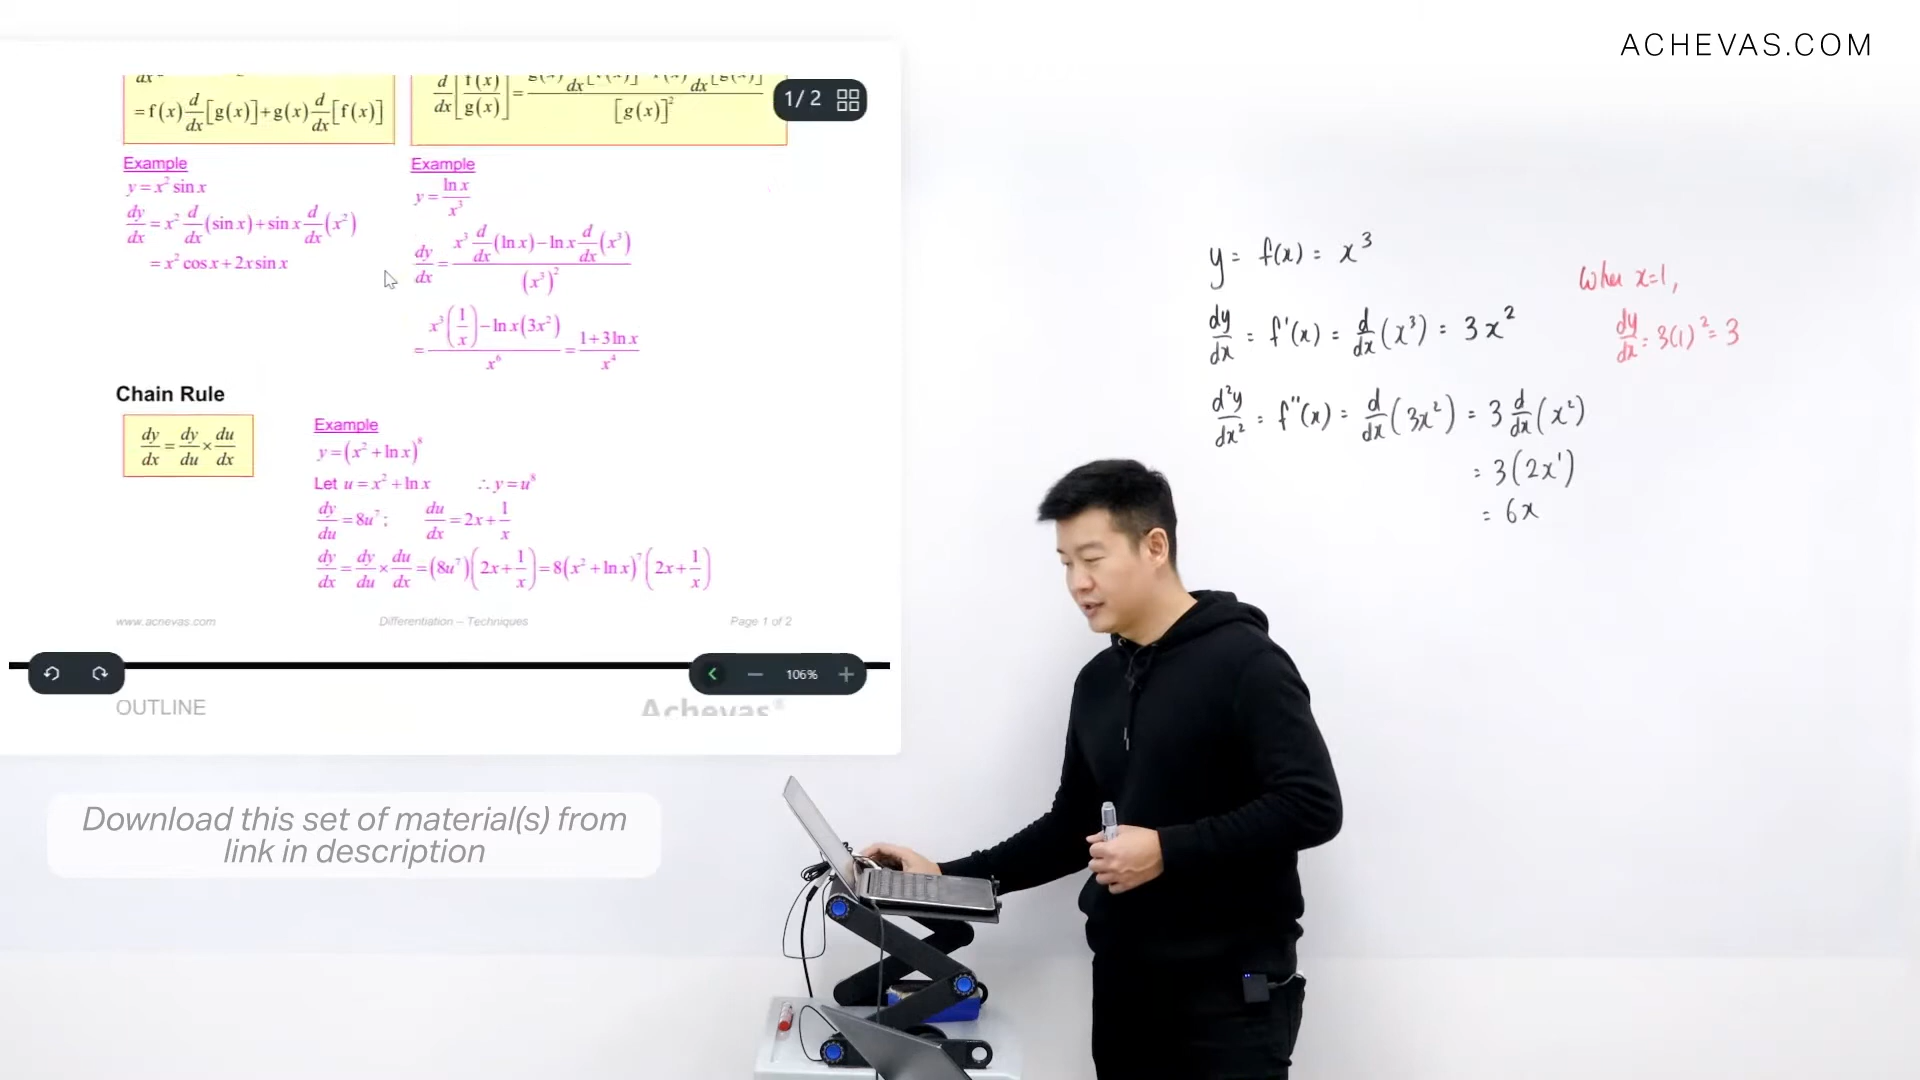 ACHEVAS.COM
1/2
dx
= f(x) d/dx [g(x)] + g(x) d/dx [f(x)]
d/dx [f(x)/g(x)] = (g(x) d/dx [f(x)] − f(x) d/dx [g(x)]) / [g(x)]²
Example
y = x² sin x
dy/dx = x² d/dx (sin x) + sin x d/dx (x²)
= x² cos x + 2x sin x
Example
y = ln x / x³
dy/dx = (x³ d/dx (ln x) − ln x d/dx (x³)) / (x³)²
= (x³ (1/x) − ln x (3x²)) / x⁶ = (1+3 ln x) / x⁴
Chain Rule
dy/dx = dy/du × du/dx
Example
y = (x² + ln x)⁸
Let u = x² + ln x ∴ y = u⁸
dy/du = 8u⁷ ; du/dx = 2x + 1/x
dy/dx = dy/du × du/dx = (8u⁷)(2x + 1/x) = 8(x² + ln x)⁷ (2x + 1/x)
www.achevas.com Differentiation – Techniques Page 1 of 2
106%
OUTLINE Achevas®
Download this set of material(s) from
link in description
y = f(x) = x³
dy/dx = f'(x) = d/dx (x³) = 3x²
d²y/dx² = f''(x) = d/dx (3x²) = 3 d/dx (x²)
= 3(2x¹)
= 6x
When x=1,
dy/dx = 3(1)² = 3